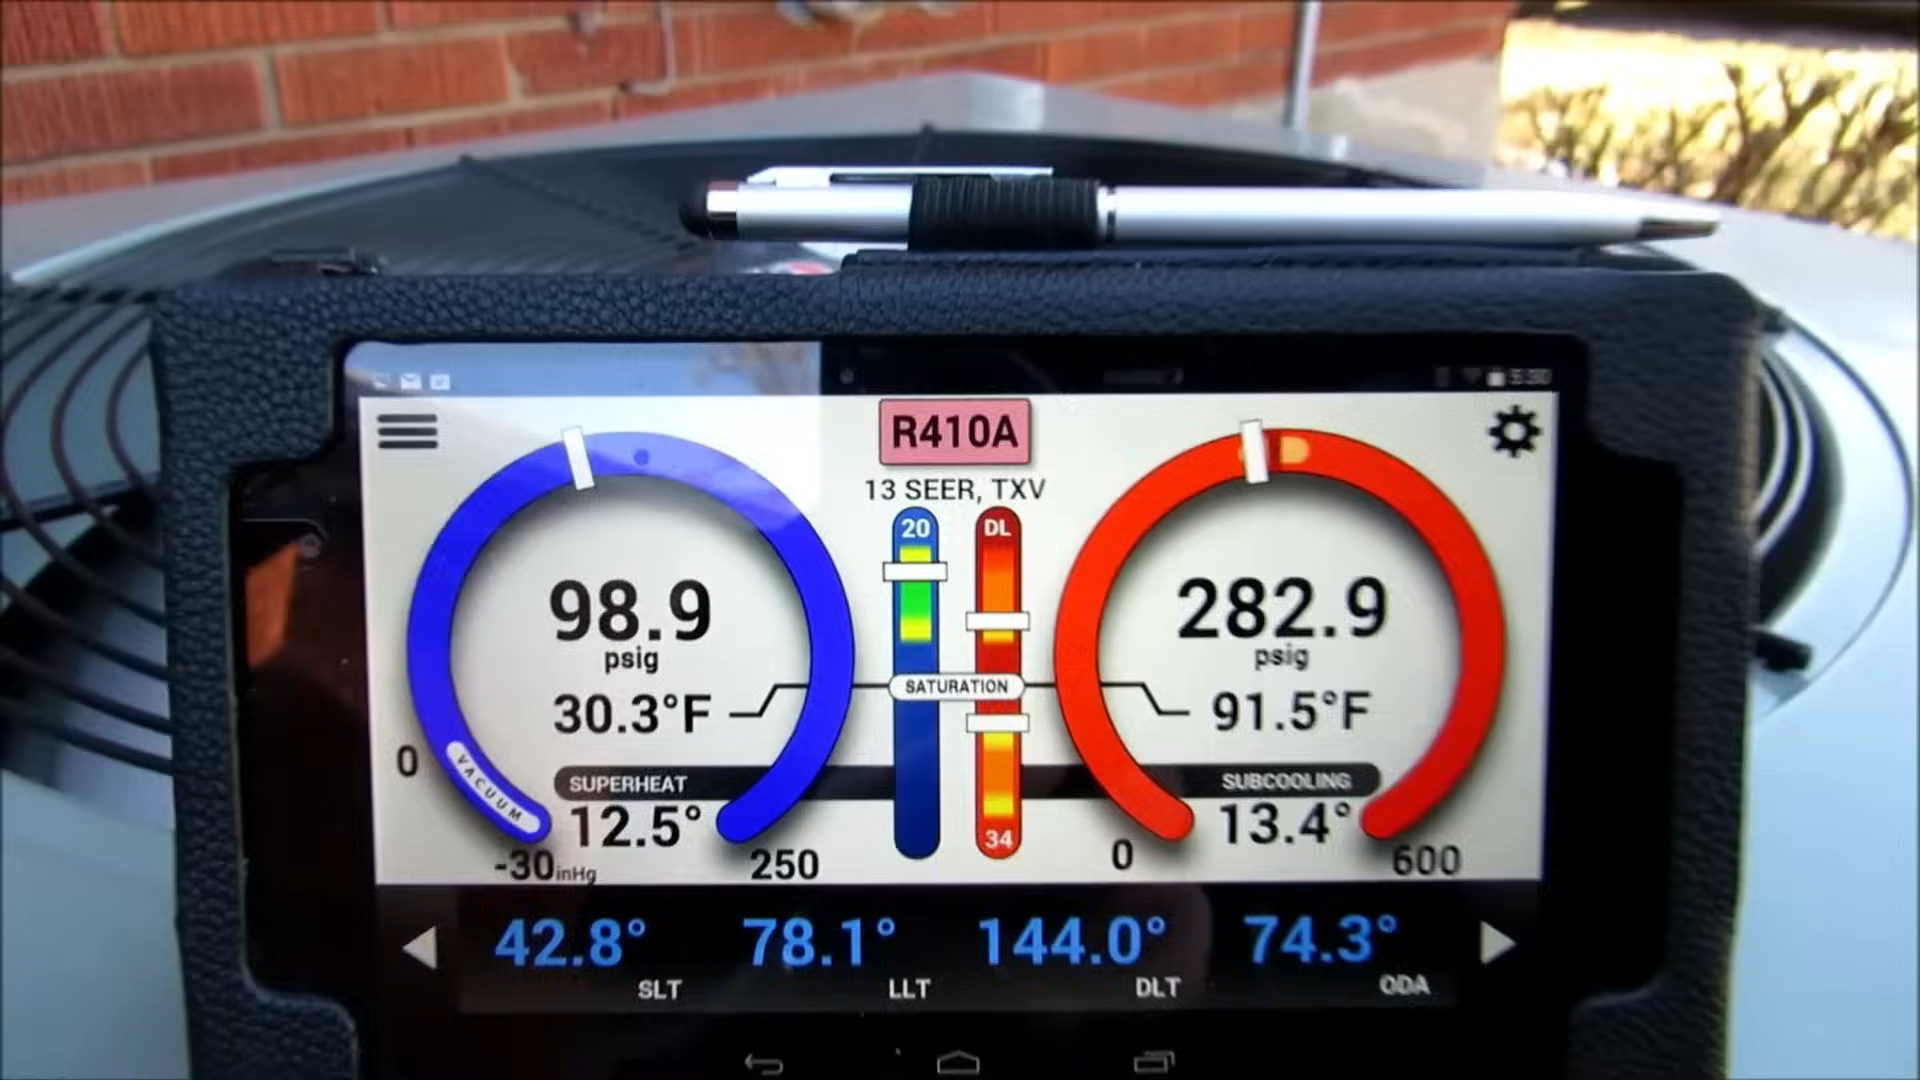 5:30
R410A
13 SEER, TXV
20
DL
98.9
psig
30.3°F
SATURATION
282.9
psig
91.5°F
0
VACUUM
SUPERHEAT
12.5°
-30inHg
250
34
SUBCOOLING
13.4°
0
600
42.8°
SLT
78.1°
LLT
144.0°
DLT
74.3°
ODA